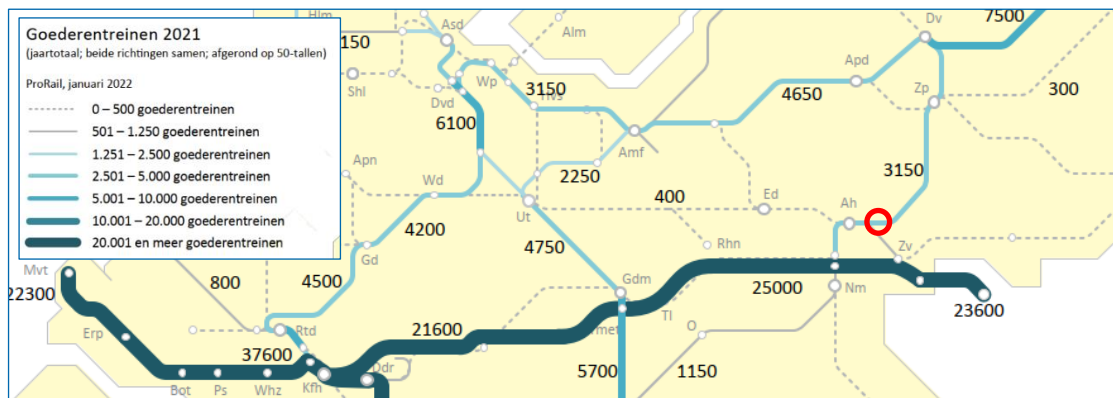 Goederentreinen 2021
(jaartotaal; beide richtingen samen; afgerond op 50-tallen)
ProRail, januari 2022
0 – 500 goederentreinen
501 – 1.250 goederentreinen
1.251 – 2.500 goederentreinen
2.501 – 5.000 goederentreinen
5.001 – 10.000 goederentreinen
10.001 – 20.000 goederentreinen
20.001 en meer goederentreinen
Hlm
Asd
150
Alm
Dv
7500
Shl
Wp
Dvd
3150
Hvs
Apd
4650
Zp
300
6100
Amf
Apn
Wd
2250
3150
Ut
400
Ed
Ah
4200
4750
Rhn
Zv
Gd
Mvt
22300
800
4500
Gdm
25000
Nm
23600
Erp
Rtd
21600
Tl
O
37600
Kfh
Ddr
5700
1150
Bot
Ps
Whz